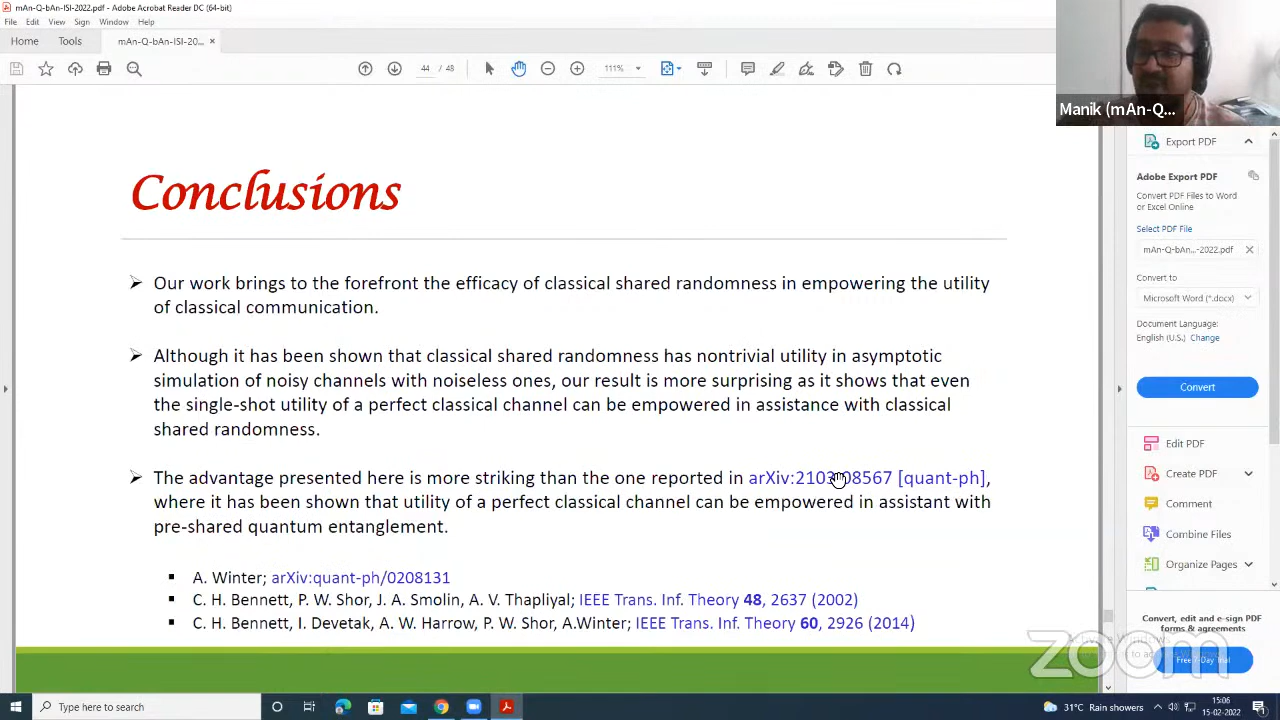 mAn-Q-bAn-ISI-2022.pdf - Adobe Acrobat Reader DC (64-bit)
File Edit View Sign Window Help
Home Tools mAn-Q-bAn-ISI-20... ×
44 / 48 111%
Manik (mAn-Q...
Conclusions
Our work brings to the forefront the efficacy of classical shared randomness in empowering the utility
of classical communication.
Although it has been shown that classical shared randomness has nontrivial utility in asymptotic
simulation of noisy channels with noiseless ones, our result is more surprising as it shows that even
the single-shot utility of a perfect classical channel can be empowered in assistance with classical
shared randomness.
The advantage presented here is more striking than the one reported in arXiv:2103.08567 [quant-ph],
where it has been shown that utility of a perfect classical channel can be empowered in assistant with
pre-shared quantum entanglement.
A. Winter; arXiv:quant-ph/0208131
C. H. Bennett, P. W. Shor, J. A. Smolin, A. V. Thapliyal; IEEE Trans. Inf. Theory 48, 2637 (2002)
C. H. Bennett, I. Devetak, A. W. Harrow, P. W. Shor, A.Winter; IEEE Trans. Inf. Theory 60, 2926 (2014)
Export PDF
Adobe Export PDF
Convert PDF Files to Word
or Excel Online
Select PDF File
mAn-Q-bAn...-2022.pdf
Convert to
Microsoft Word (*.docx)
Document Language:
English (U.S.) Change
Convert
Edit PDF
Create PDF
Comment
Combine Files
Organize Pages
Convert, edit and e-sign PDF
forms & agreements
Free 7-Day Trial
zoom
Type here to search
31°C Rain showers
15:06
15-02-2022